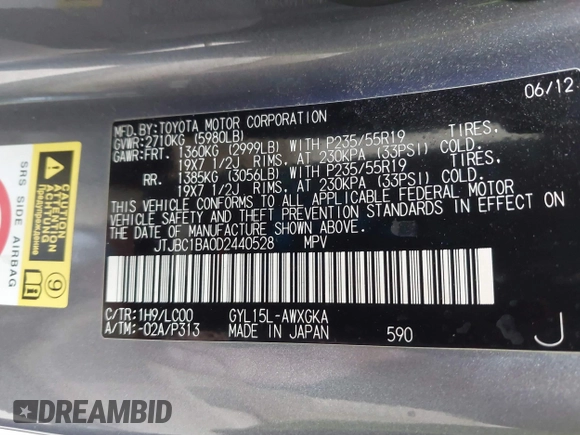 06/12
MFD.BY:TOYOTA MOTOR CORPORATION
GVWR:2710KG (5980LB)
GAWR:FRT. 1360KG (2999LB) WITH P235/55R19 TIRES,
19X7 1/2J RIMS, AT 230KPA (33PSI) COLD.
RR. 1385KG (3056LB) WITH P235/55R19 TIRES,
19X7 1/2J RIMS, AT 230KPA (33PSI) COLD.
THIS VEHICLE CONFORMS TO ALL APPLICABLE FEDERAL MOTOR
VEHICLE SAFETY AND THEFT PREVENTION STANDARDS IN EFFECT ON
THE DATE OF MANUFACTURE SHOWN ABOVE.
JTJBC1BA0D2440528 MPV
C/TR:1H9/LC00 GYL15L-AWXGKA
A/TM:-02A/P313 MADE IN JAPAN 590 J
SRS SIDE AIRBAG
CAUTION
ATTENTION
Предупреждение
9
DREAMBID